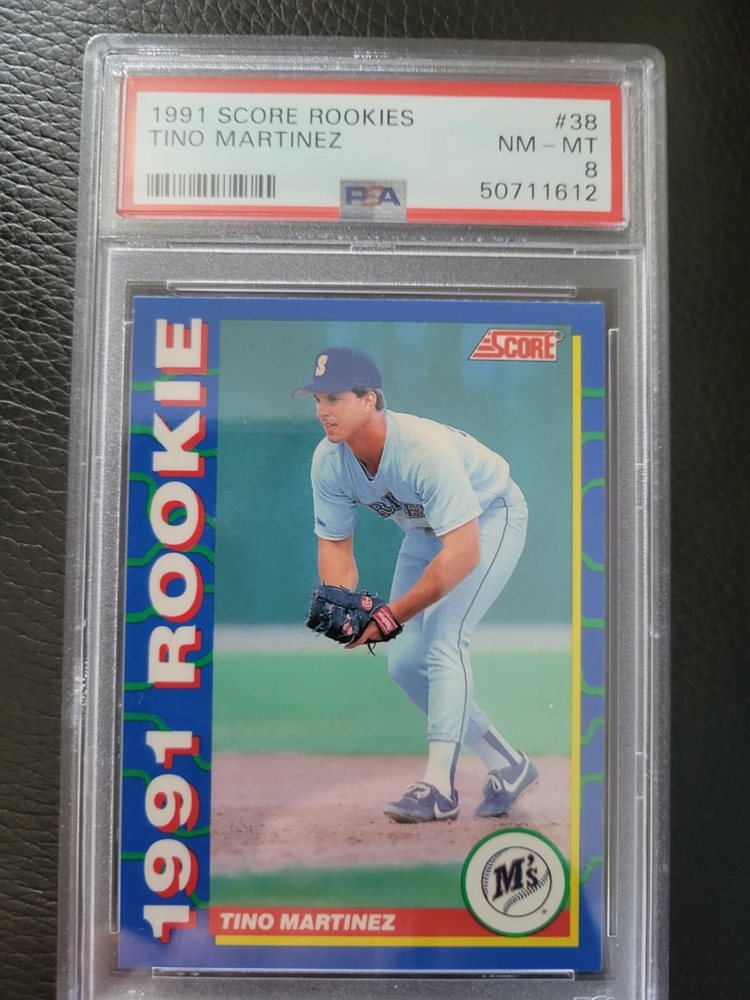 1991 SCORE ROOKIES #38
TINO MARTINEZ NM - MT
8
PSA 50711612
SCORE®
S
1991 ROOKIE
M's
TINO MARTINEZ